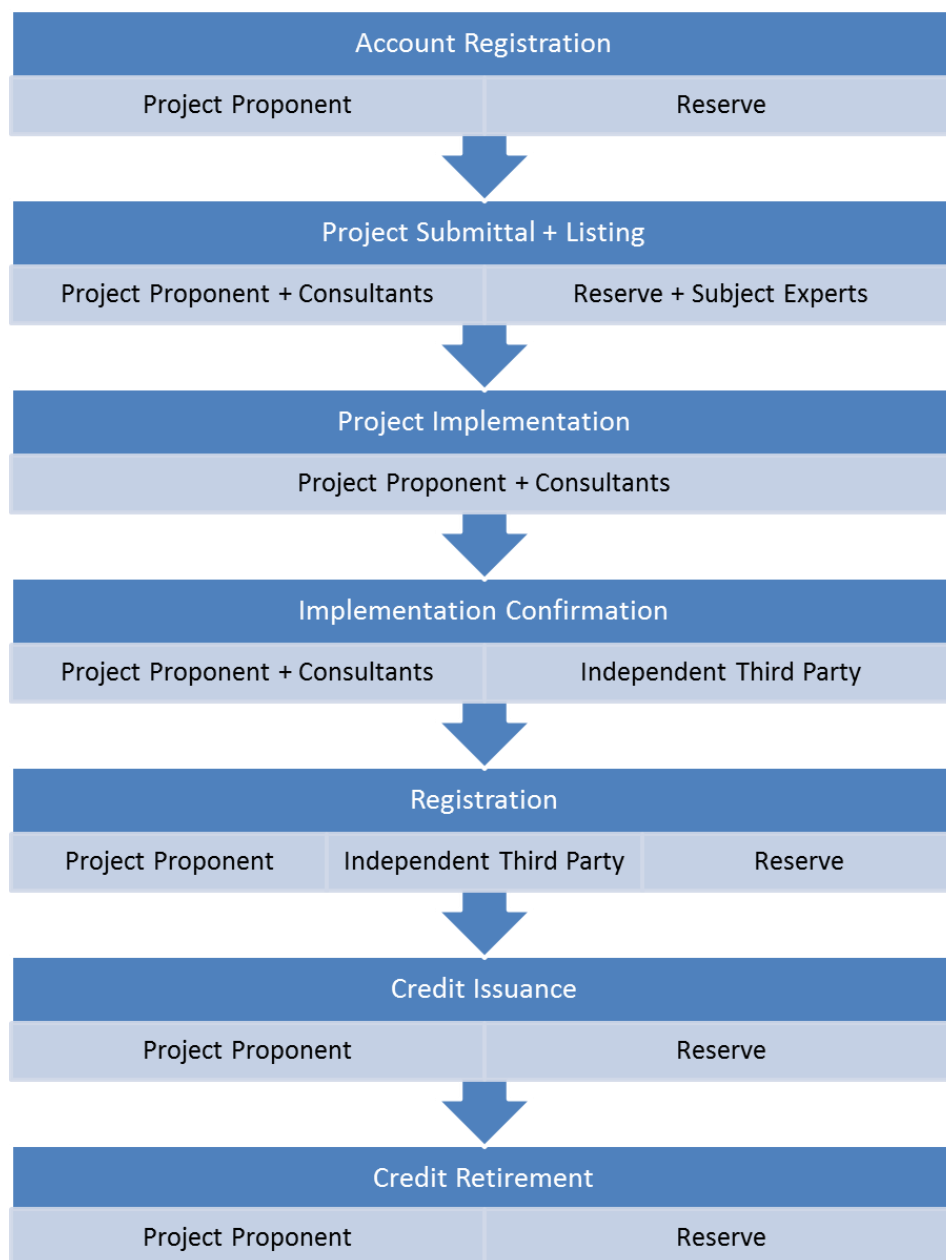 Account Registration
Project Proponent
Reserve
Project Submittal + Listing
Project Proponent + Consultants
Reserve + Subject Experts
Project Implementation
Project Proponent + Consultants
Implementation Confirmation
Project Proponent + Consultants
Independent Third Party
Registration
Project Proponent
Independent Third Party
Reserve
Credit Issuance
Project Proponent
Reserve
Credit Retirement
Project Proponent
Reserve